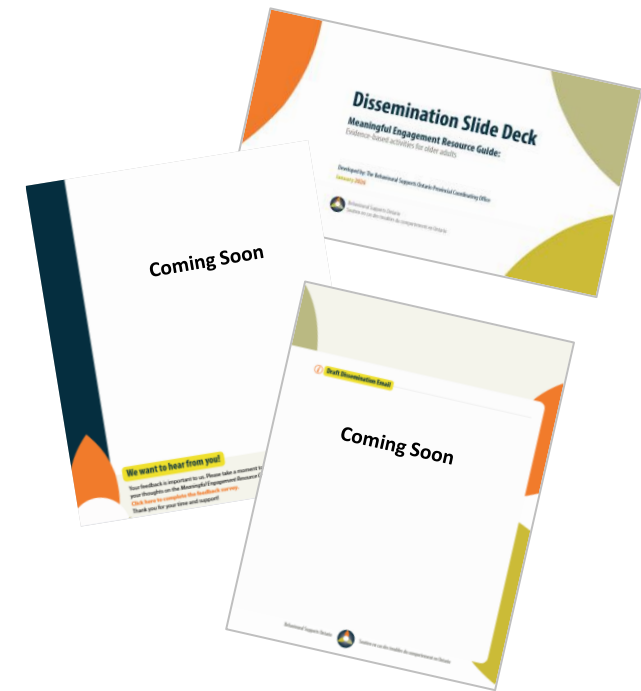 Dissemination Slide Deck
Meaningful Engagement Resource Guide:
Evidence-based activities for older adults
Developed by: The Behavioural Supports Ontario Provincial Coordinating Office
January 2026
Behavioural Supports Ontario
Soutien en cas de troubles du comportement en Ontario
Coming Soon
We want to hear from you!
Your feedback is important to us. Please take a moment to
your thoughts on the Meaningful Engagement Resource
Click here to complete the feedback survey.
Thank you for your time and support!
Draft Dissemination Email
Coming Soon
Behavioural Supports Ontario
Soutien en cas de troubles du comportement en Ontario